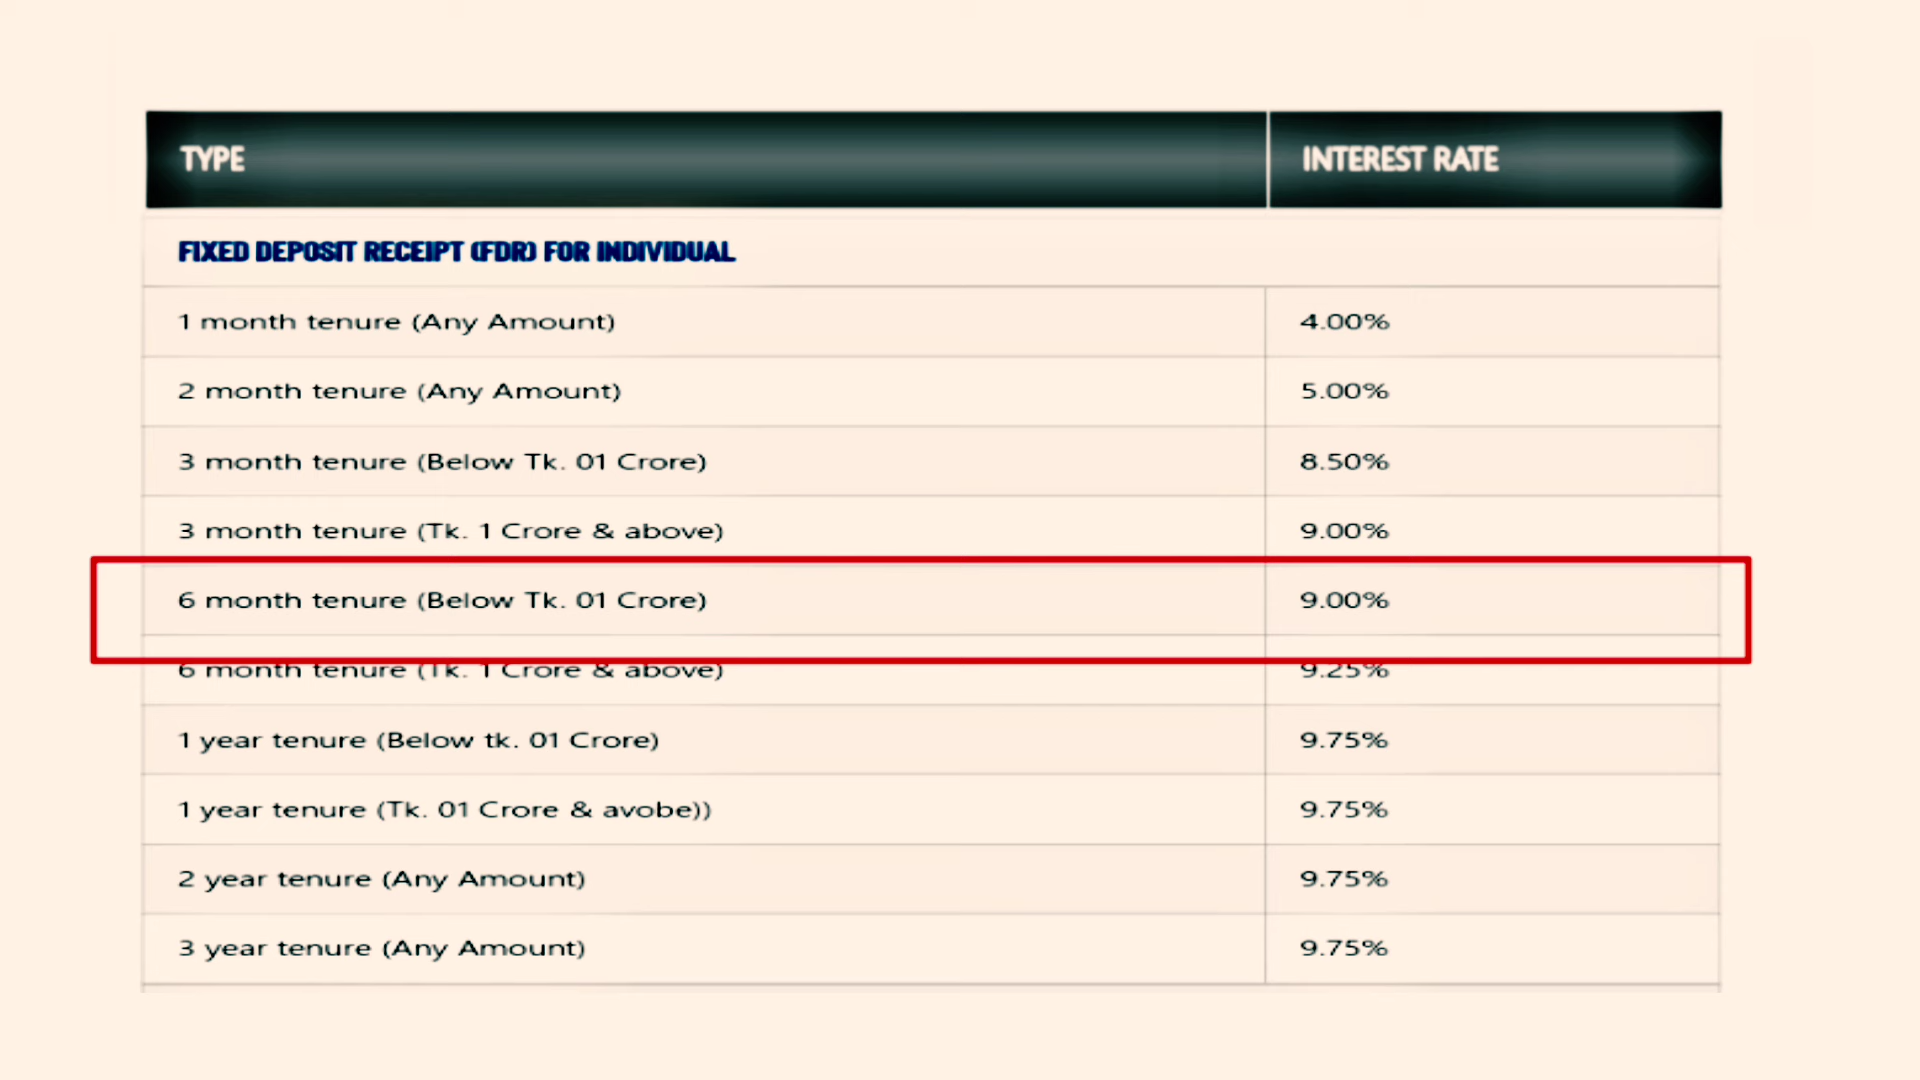 TYPE INTEREST RATE
FIXED DEPOSIT RECEIPT (FDR) FOR INDIVIDUAL
1 month tenure (Any Amount) 4.00%
2 month tenure (Any Amount) 5.00%
3 month tenure (Below Tk. 01 Crore) 8.50%
3 month tenure (Tk. 1 Crore & above) 9.00%
6 month tenure (Below Tk. 01 Crore) 9.00%
6 month tenure (Tk. 1 Crore & above) 9.25%
1 year tenure (Below tk. 01 Crore) 9.75%
1 year tenure (Tk. 01 Crore & avobe)) 9.75%
2 year tenure (Any Amount) 9.75%
3 year tenure (Any Amount) 9.75%